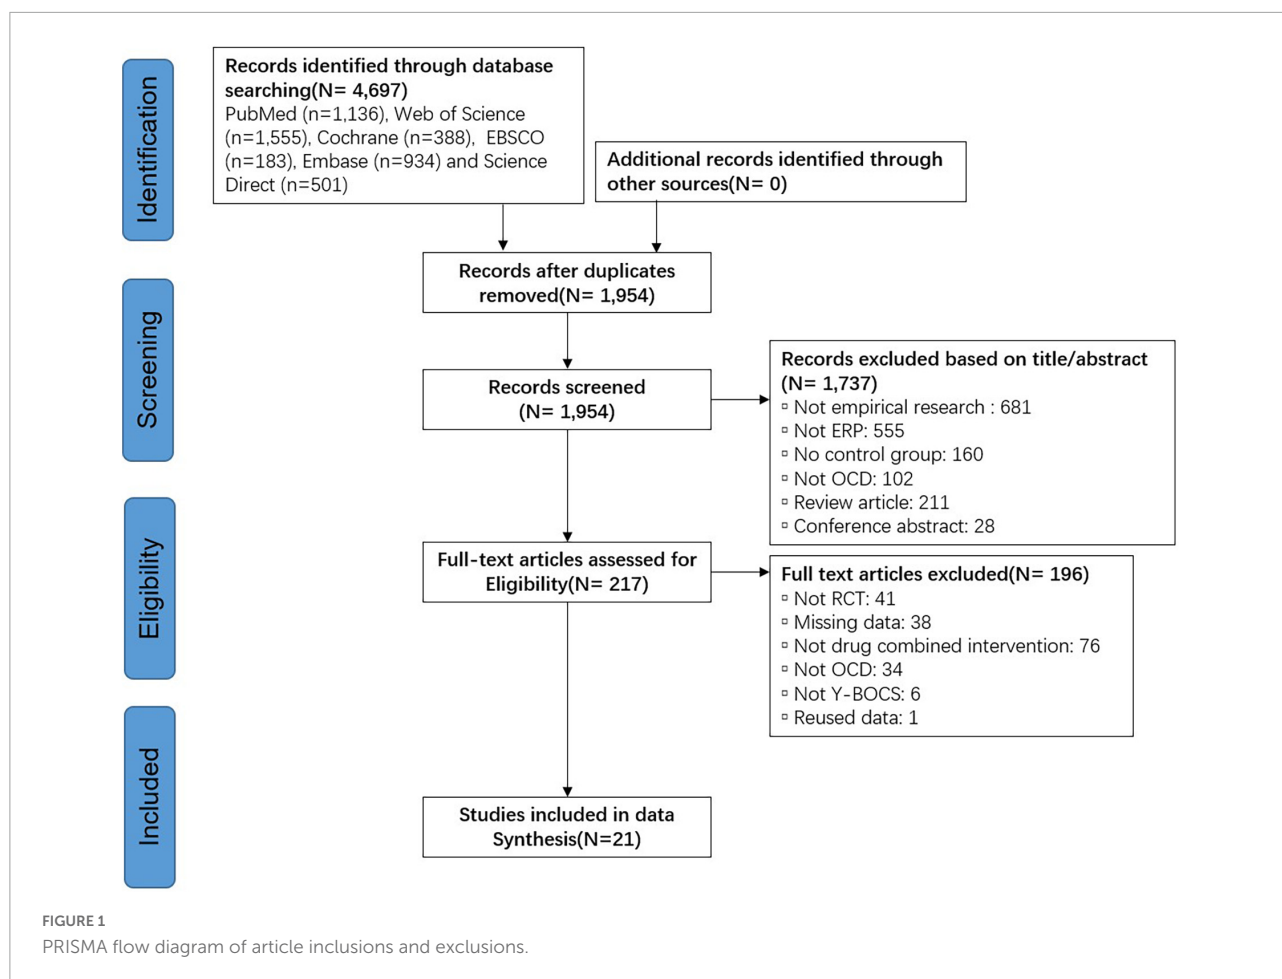 Identification
Records identified through database
searching(N= 4,697)
PubMed (n=1,136), Web of Science
(n=1,555), Cochrane (n=388), EBSCO
(n=183), Embase (n=934) and Science
Direct (n=501)
Additional records identified through
other sources(N= 0)
Records after duplicates
removed(N= 1,954)
Screening
Records screened
(N= 1,954)
Records excluded based on title/abstract
(N= 1,737)
▫ Not empirical research : 681
▫ Not ERP: 555
▫ No control group: 160
▫ Not OCD: 102
▫ Review article: 211
▫ Conference abstract: 28
Eligibility
Full-text articles assessed for
Eligibility(N= 217)
Full text articles excluded(N= 196)
▫ Not RCT: 41
▫ Missing data: 38
▫ Not drug combined intervention: 76
▫ Not OCD: 34
▫ Not Y-BOCS: 6
▫ Reused data: 1
Included
Studies included in data
Synthesis(N=21)
FIGURE 1
PRISMA flow diagram of article inclusions and exclusions.